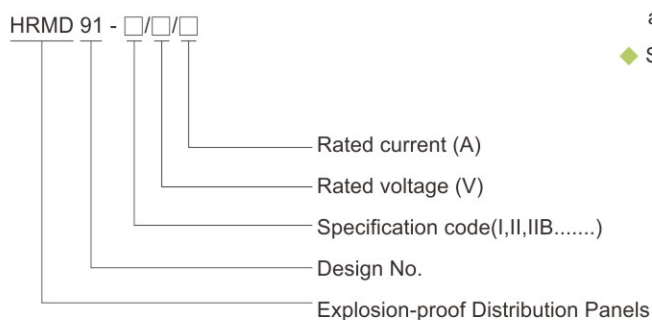 HRMD 91 - □/□/□
Rated current (A)
Rated voltage (V)
Specification code(I,II,IIB.......)
Design No.
Explosion-proof Distribution Panels